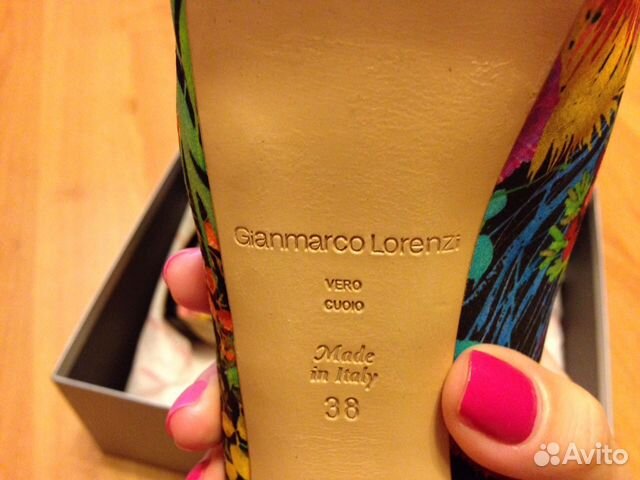 Gianmarco Lorenzi
VERO
CUOIO
Made
in Italy
38
Avito